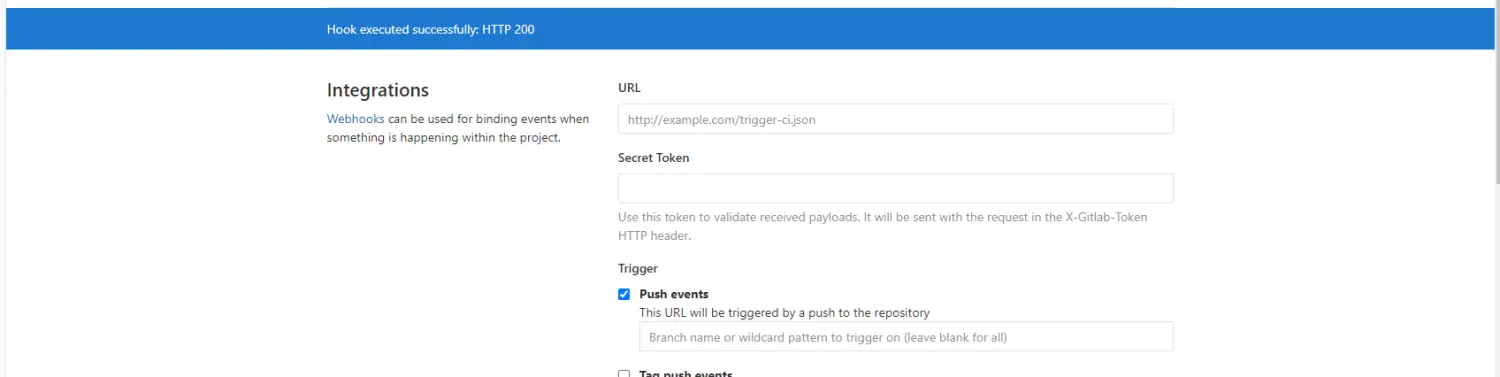 Hook executed successfully: HTTP 200
Integrations
Webhooks can be used for binding events when
something is happening within the project.
URL
http://example.com/trigger-ci.json
Secret Token
Use this token to validate received payloads. It will be sent with the request in the X-Gitlab-Token
HTTP header.
Trigger
Push events
This URL will be triggered by a push to the repository
Branch name or wildcard pattern to trigger on (leave blank for all)
Tag push events